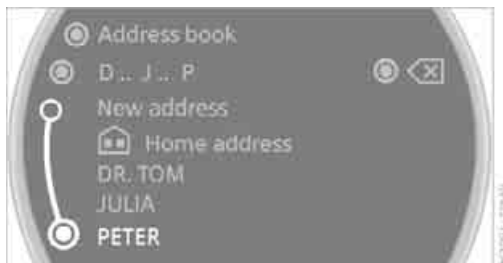 Address book
D .. J .. P
New address
Home address
DR. TOM
JULIA
PETER